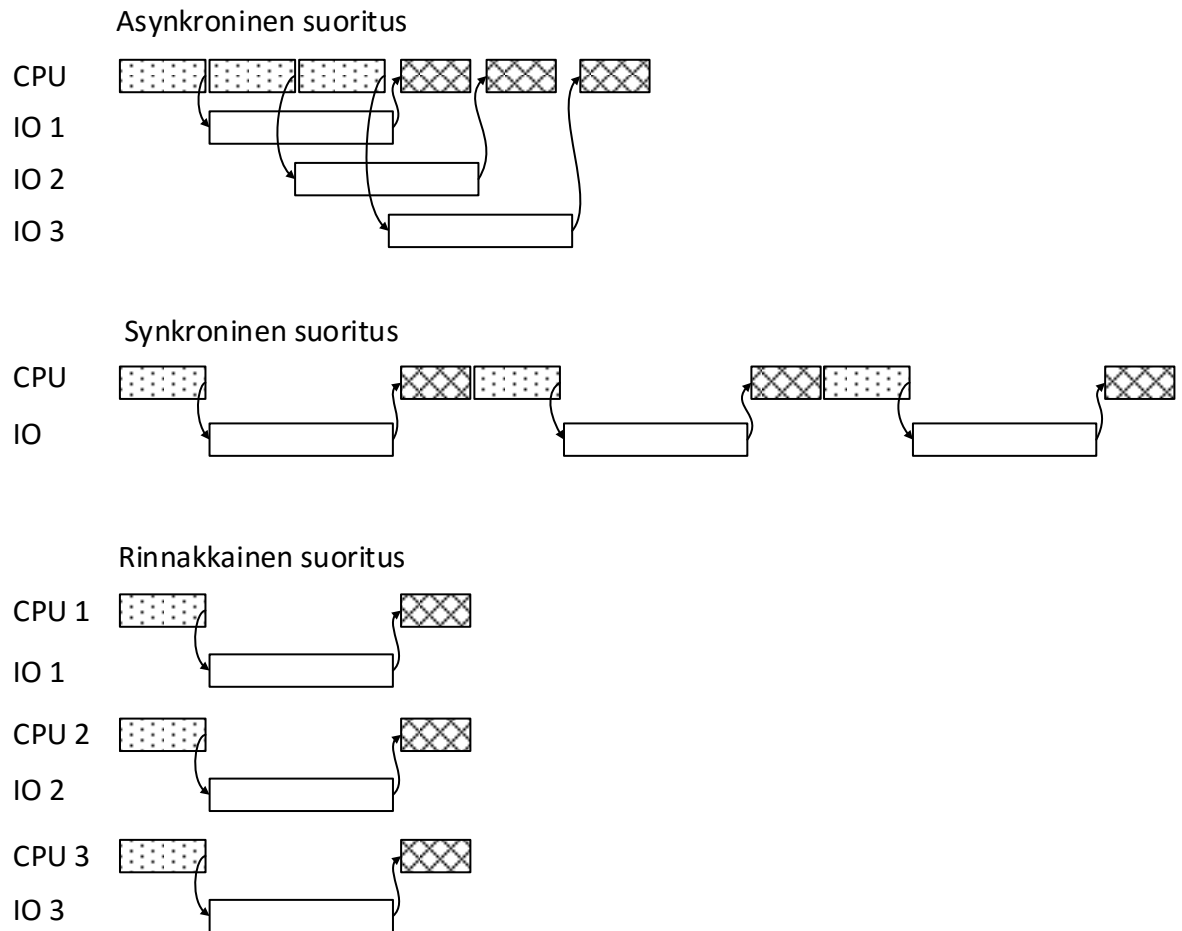 Asynkroninen suoritus
CPU
IO 1
IO 2
IO 3
Synkroninen suoritus
CPU
IO
Rinnakkainen suoritus
CPU 1
IO 1
CPU 2
IO 2
CPU 3
IO 3